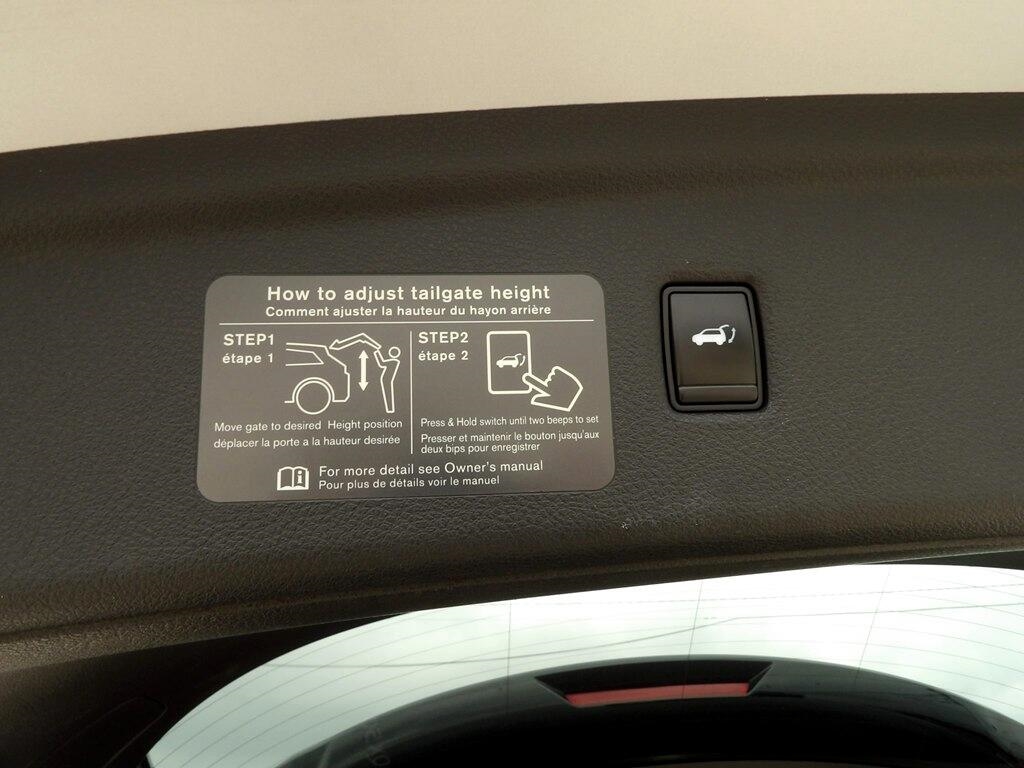 How to adjust tailgate height
Comment ajuster la hauteur du hayon arrière
STEP1
étape 1
Move gate to desired Height position
déplacer la porte a la hauteur desirée
STEP2
étape 2
Press & Hold switch until two beeps to set
Presser et maintenir le bouton jusqu'aux
deux bips pour enregistrer
For more detail see Owner's manual
Pour plus de détails voir le manuel